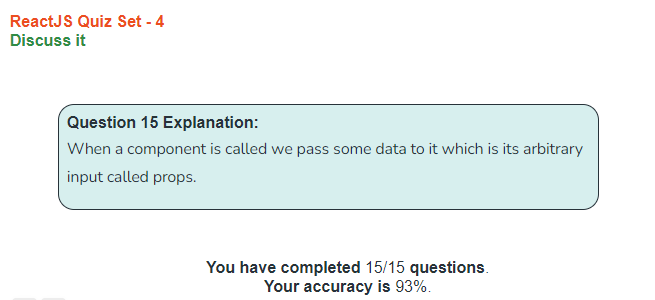 ReactJS Quiz Set - 4
Discuss it
Question 15 Explanation:
When a component is called we pass some data to it which is its arbitrary
input called props.
You have completed 15/15 questions.
Your accuracy is 93%.